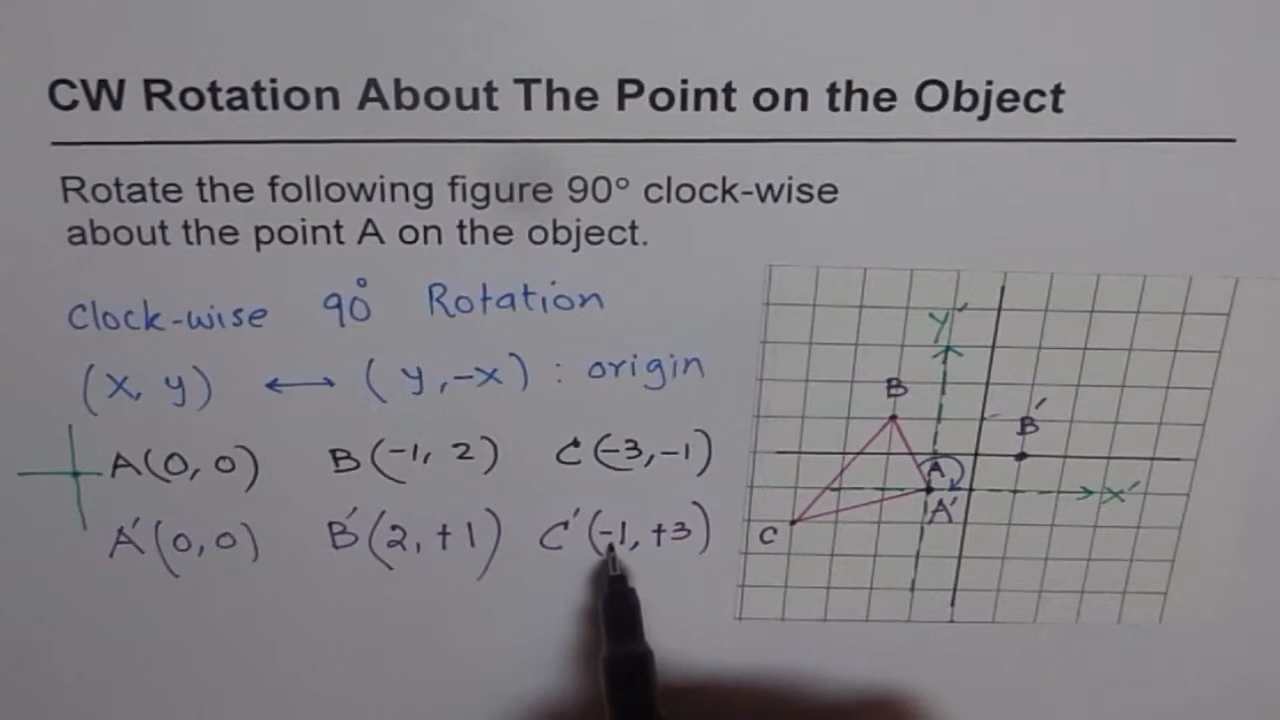 CW Rotation About The Point on the Object
Rotate the following figure 90° clock-wise
about the point A on the object.
Clock-wise 90° Rotation
(x, y) ⟷ (y, -x) : origin
A(0, 0) B(-1, 2) C(-3, -1)
A'(0, 0) B'(2, +1) C'(-1, +3)
Y'
B
B'
A
X'
A'
C